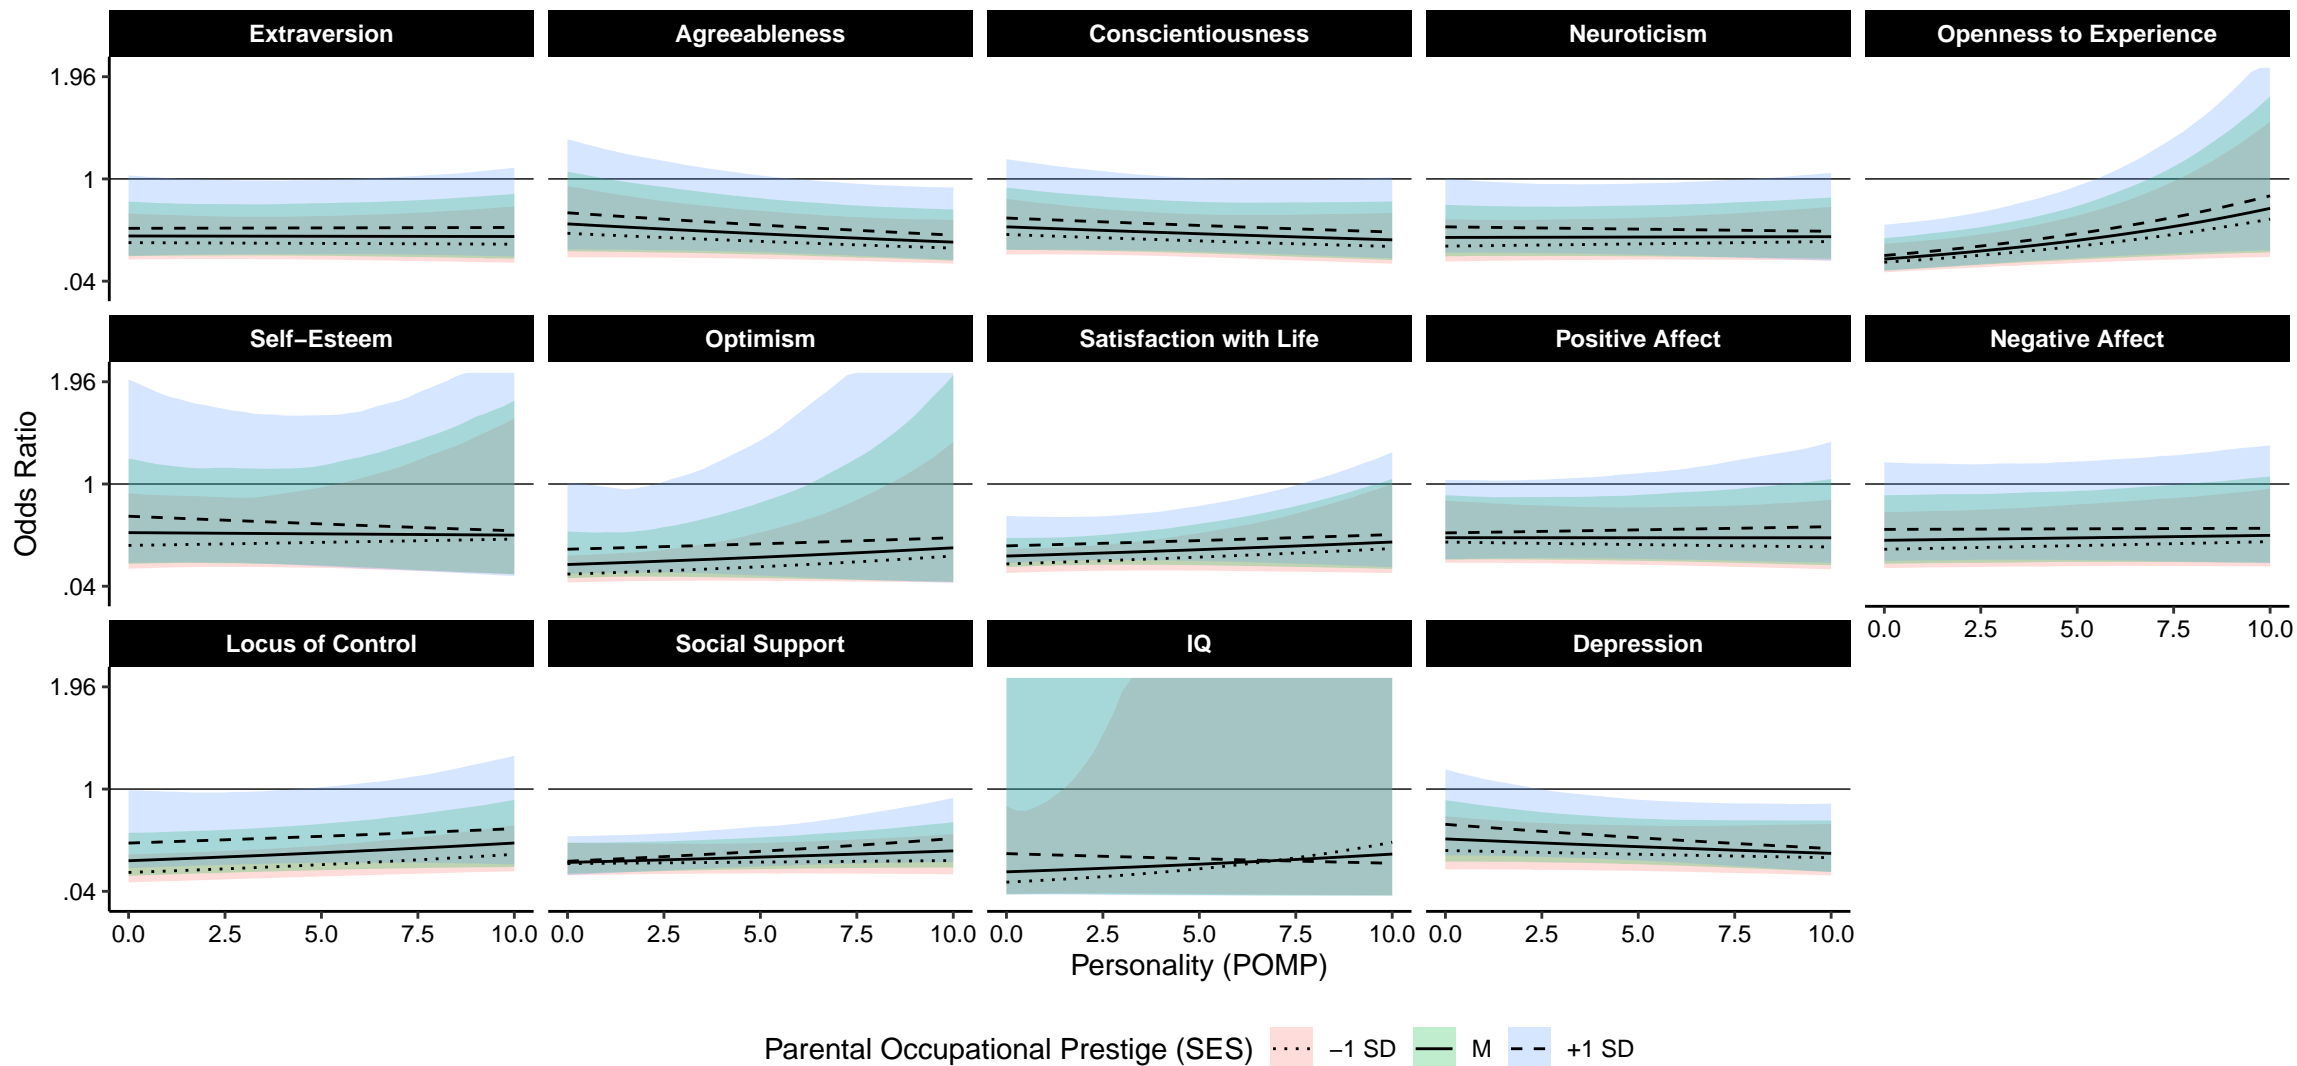 Extraversion Agreeableness Conscientiousness Neuroticism Openness to Experience
1.96
1
.04
Self−Esteem Optimism Satisfaction with Life Positive Affect Negative Affect
1.96
1
.04
0.0 2.5 5.0 7.5 10.0
Locus of Control Social Support IQ Depression
1.96
1
.04
0.0 2.5 5.0 7.5 10.0 0.0 2.5 5.0 7.5 10.0 0.0 2.5 5.0 7.5 10.0 0.0 2.5 5.0 7.5 10.0
Odds Ratio
Personality (POMP)
Parental Occupational Prestige (SES) −1 SD M +1 SD